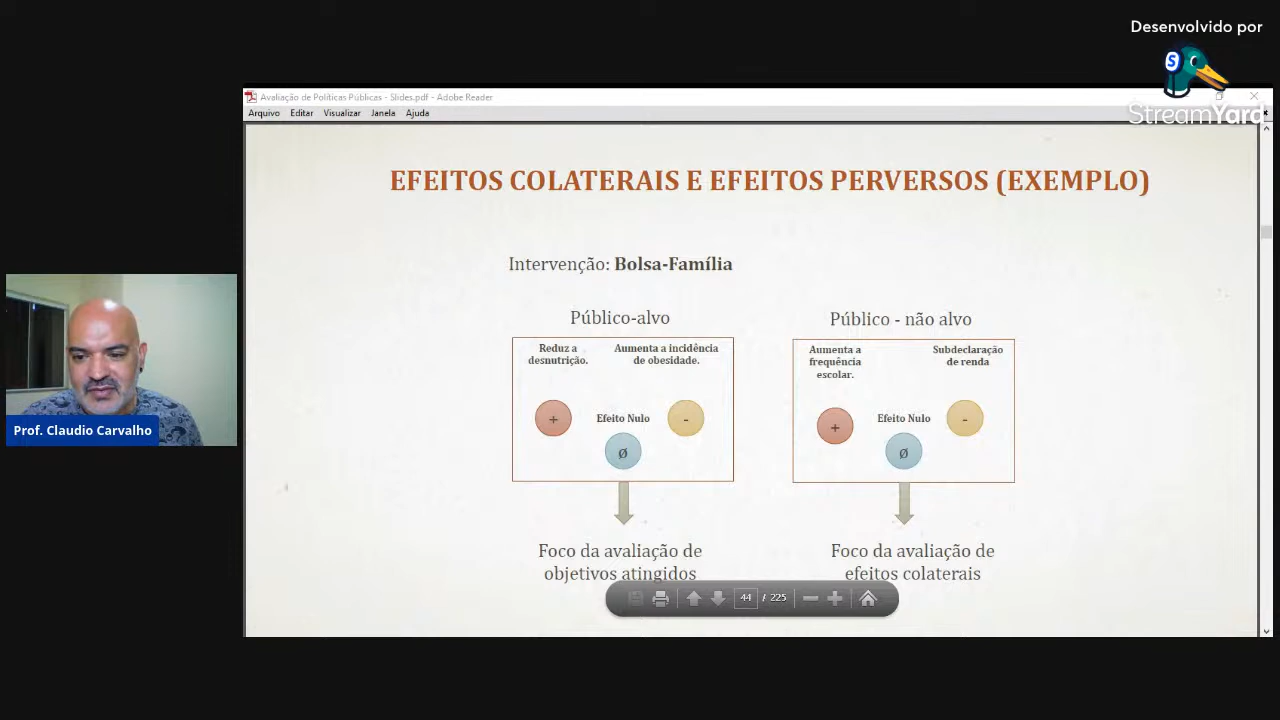 Desenvolvido por
S
StreamYard
Avaliação de Políticas Públicas - Slides.pdf - Adobe Reader
Arquivo Editar Visualizar Janela Ajuda
EFEITOS COLATERAIS E EFEITOS PERVERSOS (EXEMPLO)
Intervenção: Bolsa-Família
Público-alvo
Reduz a
desnutrição.
Aumenta a incidência
de obesidade.
+
Efeito Nulo
-
Ø
Foco da avaliação de
objetivos atingidos
Público - não alvo
Aumenta a
frequência
escolar.
Subdeclaração
de renda
+
Efeito Nulo
-
Ø
Foco da avaliação de
efeitos colaterais
44 / 225
Prof. Claudio Carvalho